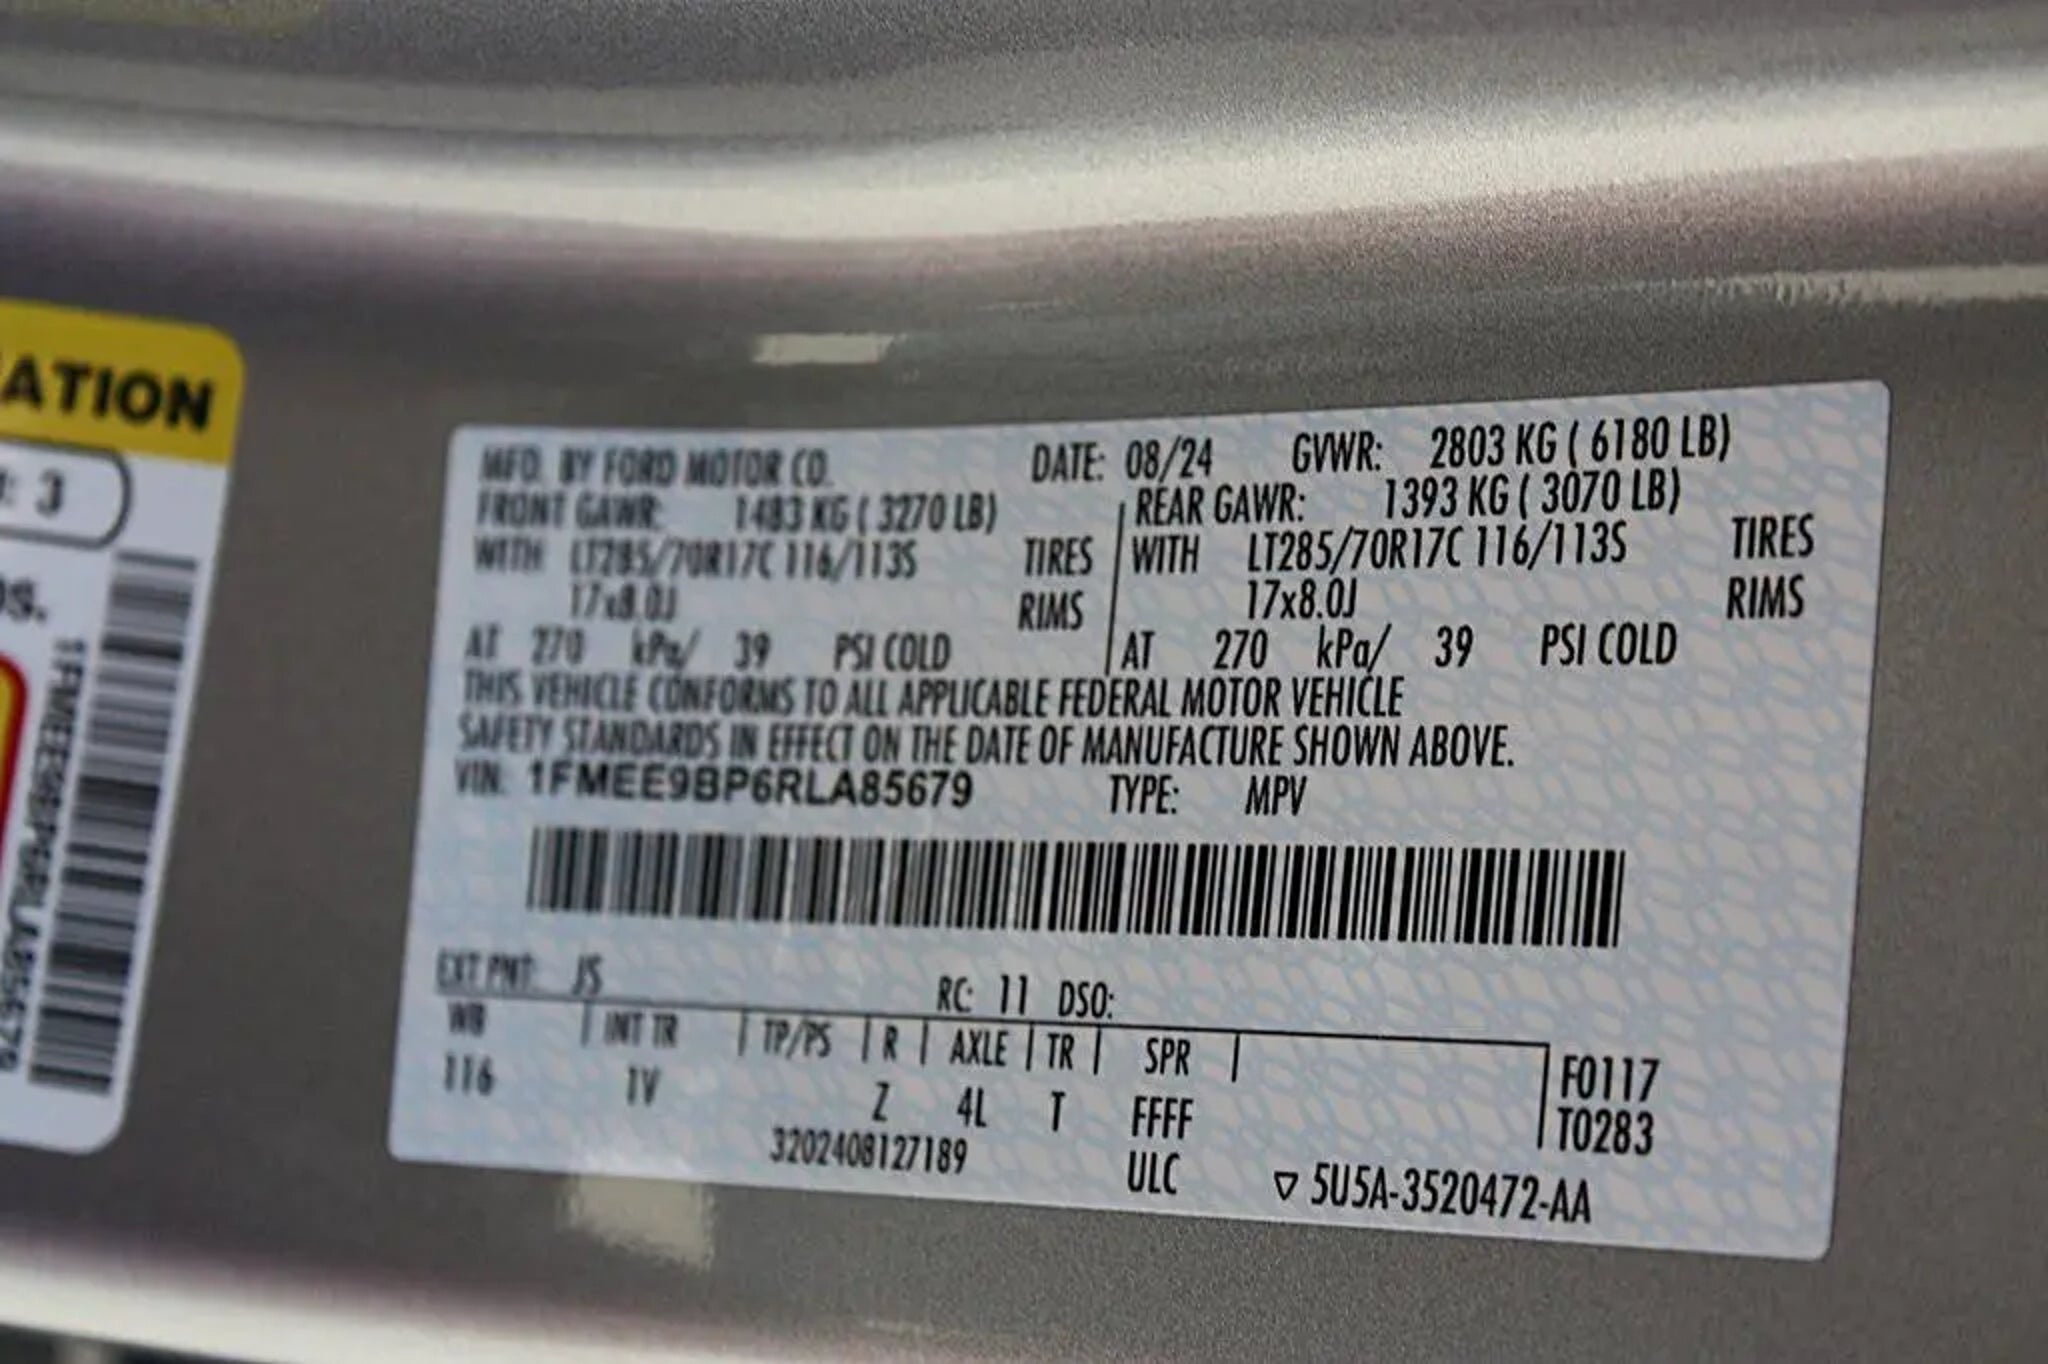 ATION
: 3
OS.
1FMEE9BP6RLA85679
MFD. BY FORD MOTOR CO. DATE: 08/24 GVWR: 2803 KG ( 6180 LB)
FRONT GAWR: 1483 KG ( 3270 LB) REAR GAWR: 1393 KG ( 3070 LB)
WITH LT285/70R17C 116/113S TIRES WITH LT285/70R17C 116/113S TIRES
17x8.0J RIMS 17x8.0J RIMS
AT 270 kPa/ 39 PSI COLD AT 270 kPa/ 39 PSI COLD
THIS VEHICLE CONFORMS TO ALL APPLICABLE FEDERAL MOTOR VEHICLE
SAFETY STANDARDS IN EFFECT ON THE DATE OF MANUFACTURE SHOWN ABOVE.
VIN: 1FMEE9BP6RLA85679 TYPE: MPV
EXT PNT: JS RC: 11 DSO:
WB INT TR TP/PS R AXLE TR SPR F0117
116 1V Z 4L T FFFF T0283
3202408127189 ULC ▽ 5U5A-3520472-AA